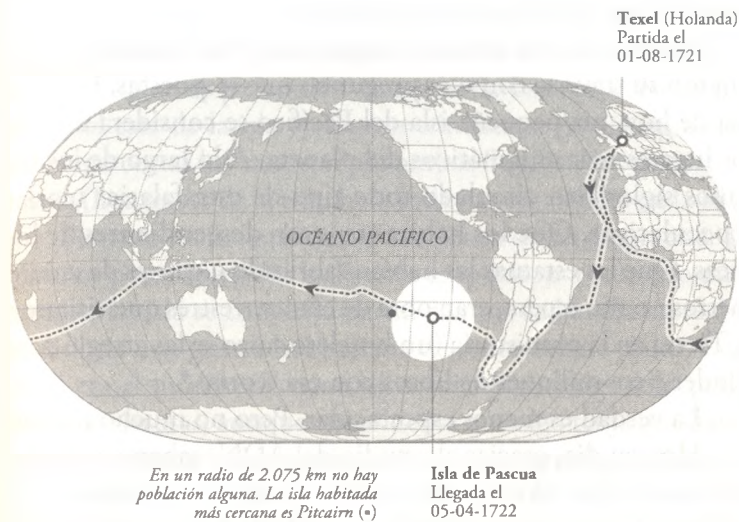 Texel (Holanda)
Partida el
01-08-1721
OCÉANO PACÍFICO
En un radio de 2.075 km no hay
población alguna. La isla habitada
más cercana es Pitcairn (▪)
Isla de Pascua
Llegada el
05-04-1722